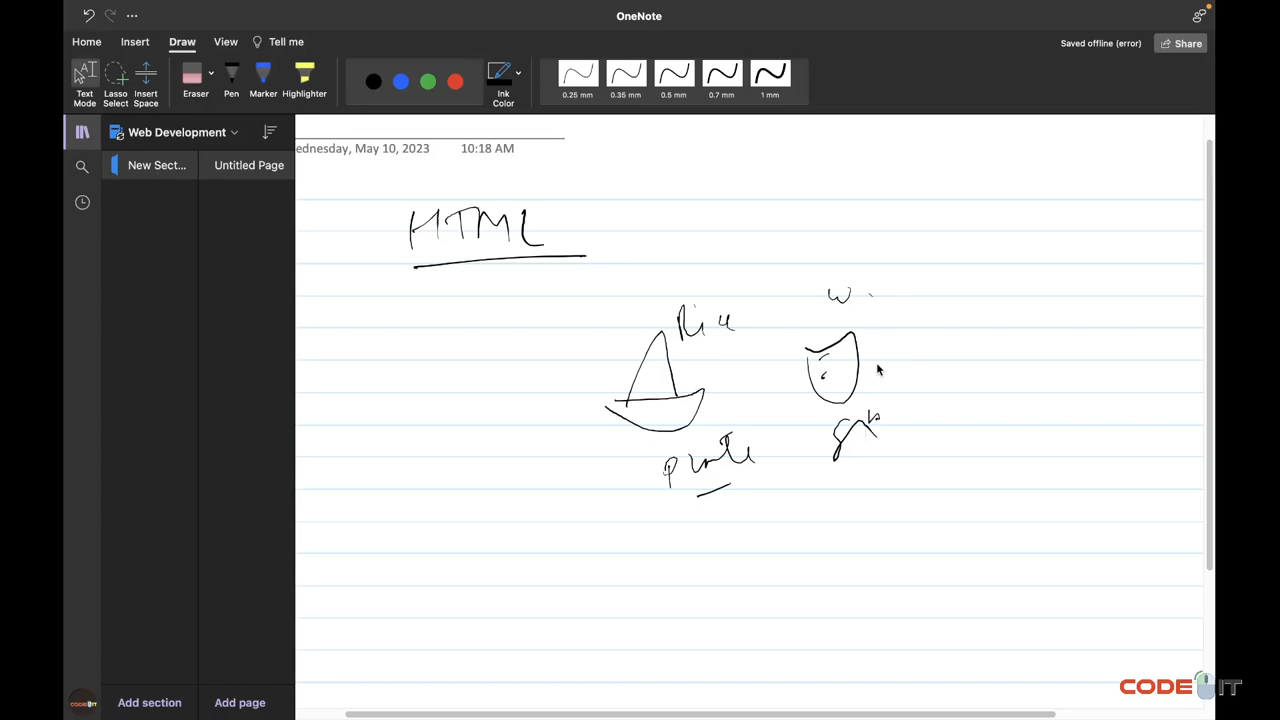 OneNote
Home Insert Draw View Tell me
Saved offline (error) Share
Text Mode
Lasso Select
Insert Space
Eraser
Pen
Marker
Highlighter
Ink Color
0.25 mm 0.35 mm 0.5 mm 0.7 mm 1 mm
Web Development
ednesday, May 10, 2023 10:18 AM
New Sect... Untitled Page
HTML
Add section Add page
CODE IT